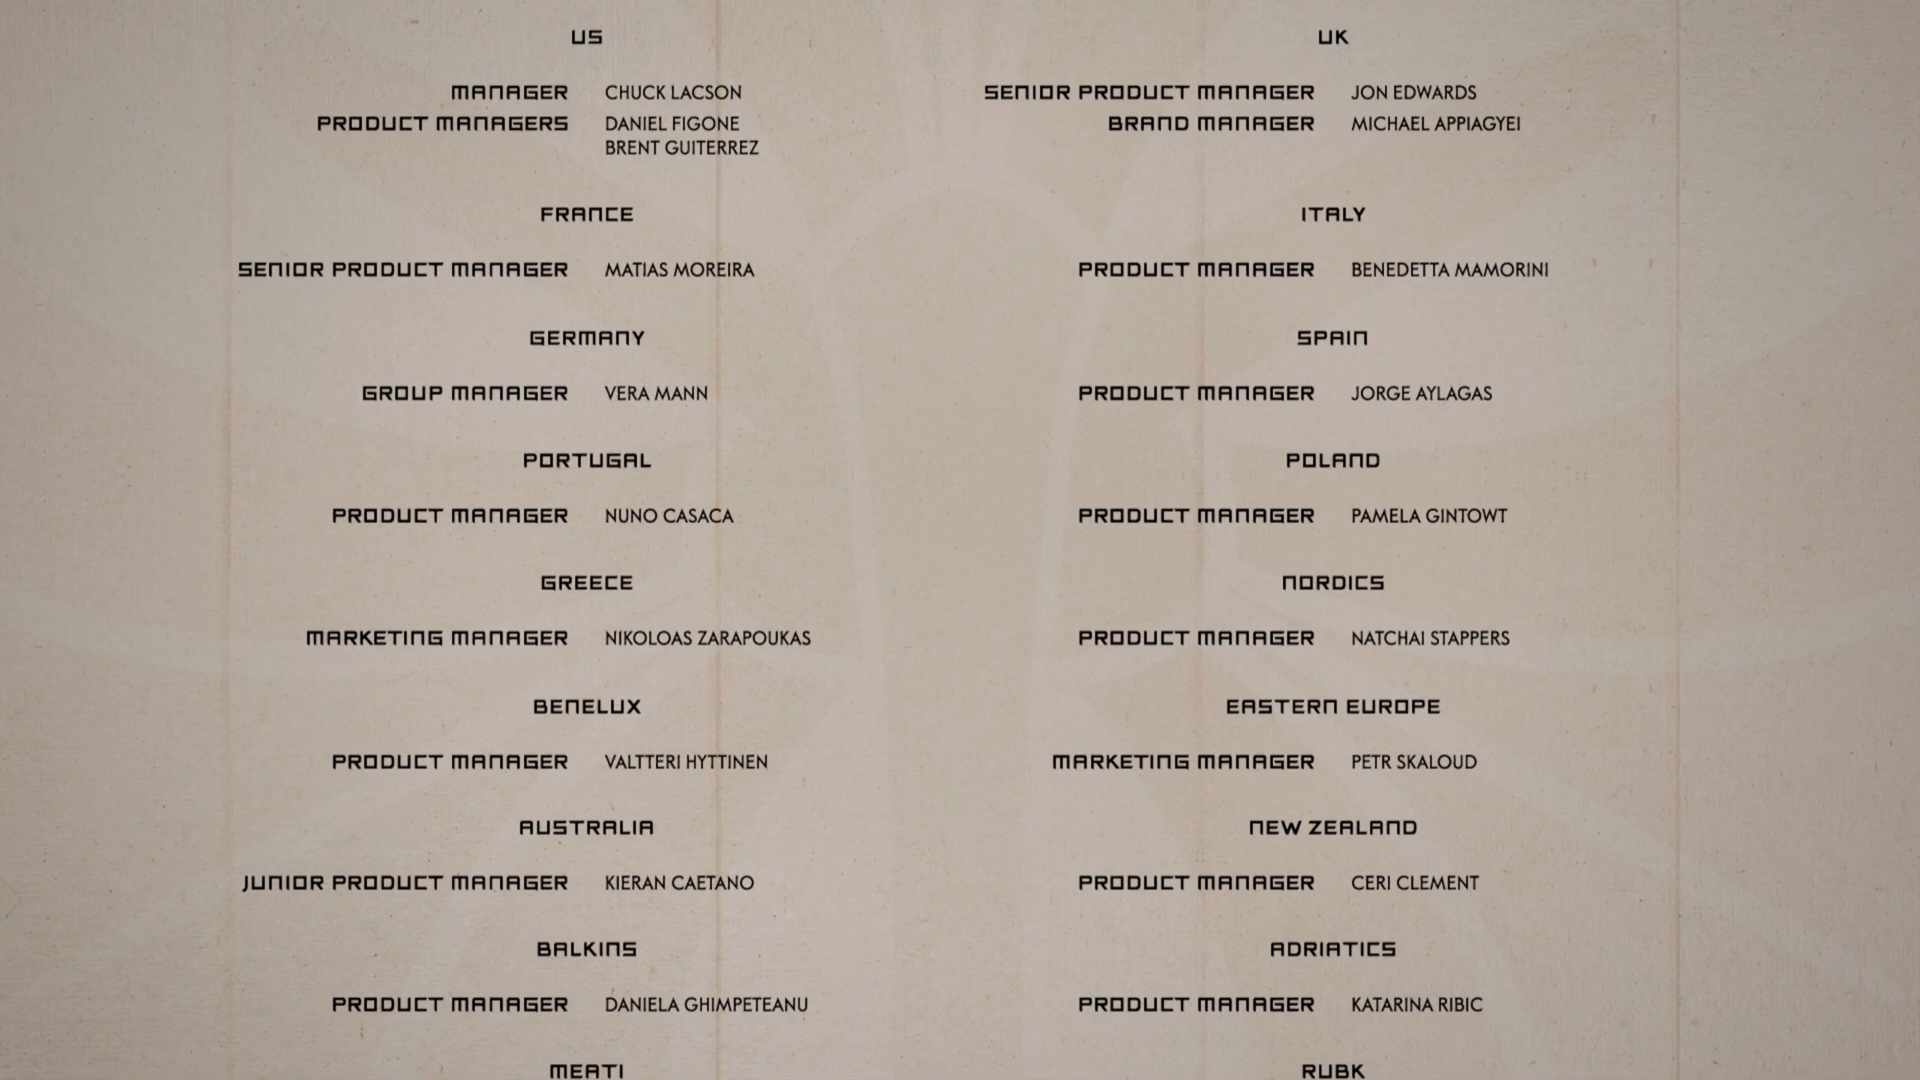 US
MANAGER CHUCK LACSON
PRODUCT MANAGERS DANIEL FIGONE
BRENT GUITERREZ
FRANCE
SENIOR PRODUCT MANAGER MATIAS MOREIRA
GERMANY
GROUP MANAGER VERA MANN
PORTUGAL
PRODUCT MANAGER NUNO CASACA
GREECE
MARKETING MANAGER NIKOLOAS ZARAPOUKAS
BENELUX
PRODUCT MANAGER VALTTERI HYTTINEN
AUSTRALIA
JUNIOR PRODUCT MANAGER KIERAN CAETANO
BALKINS
PRODUCT MANAGER DANIELA GHIMPETEANU
MEATI
UK
SENIOR PRODUCT MANAGER JON EDWARDS
BRAND MANAGER MICHAEL APPIAGYEI
ITALY
PRODUCT MANAGER BENEDETTA MAMORINI
SPAIN
PRODUCT MANAGER JORGE AYLAGAS
POLAND
PRODUCT MANAGER PAMELA GINTOWT
NORDICS
PRODUCT MANAGER NATCHAI STAPPERS
EASTERN EUROPE
MARKETING MANAGER PETR SKALOUD
NEW ZEALAND
PRODUCT MANAGER CERI CLEMENT
ADRIATICS
PRODUCT MANAGER KATARINA RIBIC
RUBK